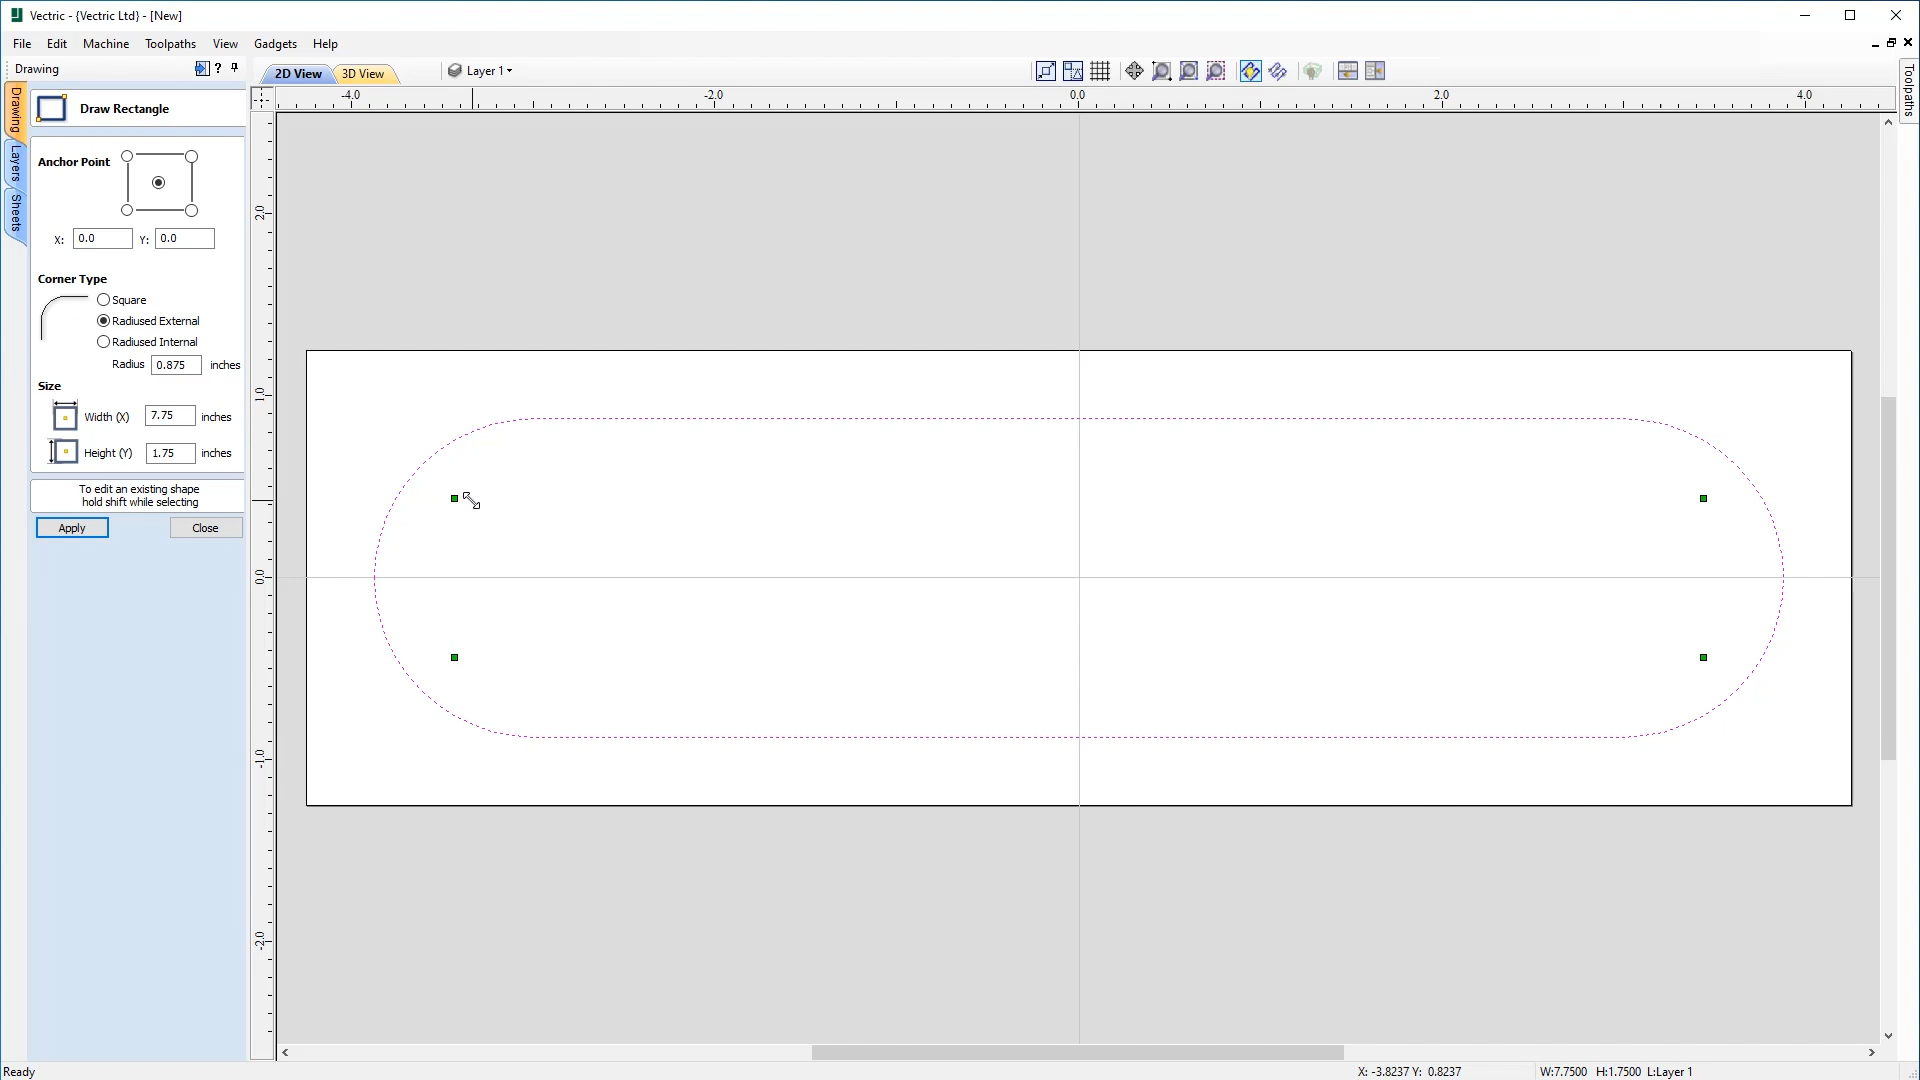 Vectric - {Vectric Ltd} - [New]
File Edit Machine Toolpaths View Gadgets Help
Drawing ?
2D View 3D View Layer 1
Toolpaths
Drawing
Layers
Sheets
Draw Rectangle
Anchor Point
X: 0.0 Y: 0.0
Corner Type
Square
Radiused External
Radiused Internal
Radius 0.875 inches
Size
Width (X) 7.75 inches
Height (Y) 1.75 inches
To edit an existing shape
hold shift while selecting
Apply Close
-4.0 -2.0 0.0 2.0 4.0
2.0
1.0
0.0
-1.0
-2.0
Ready X: -3.8237 Y: 0.8237 W:7.7500 H:1.7500 L:Layer 1